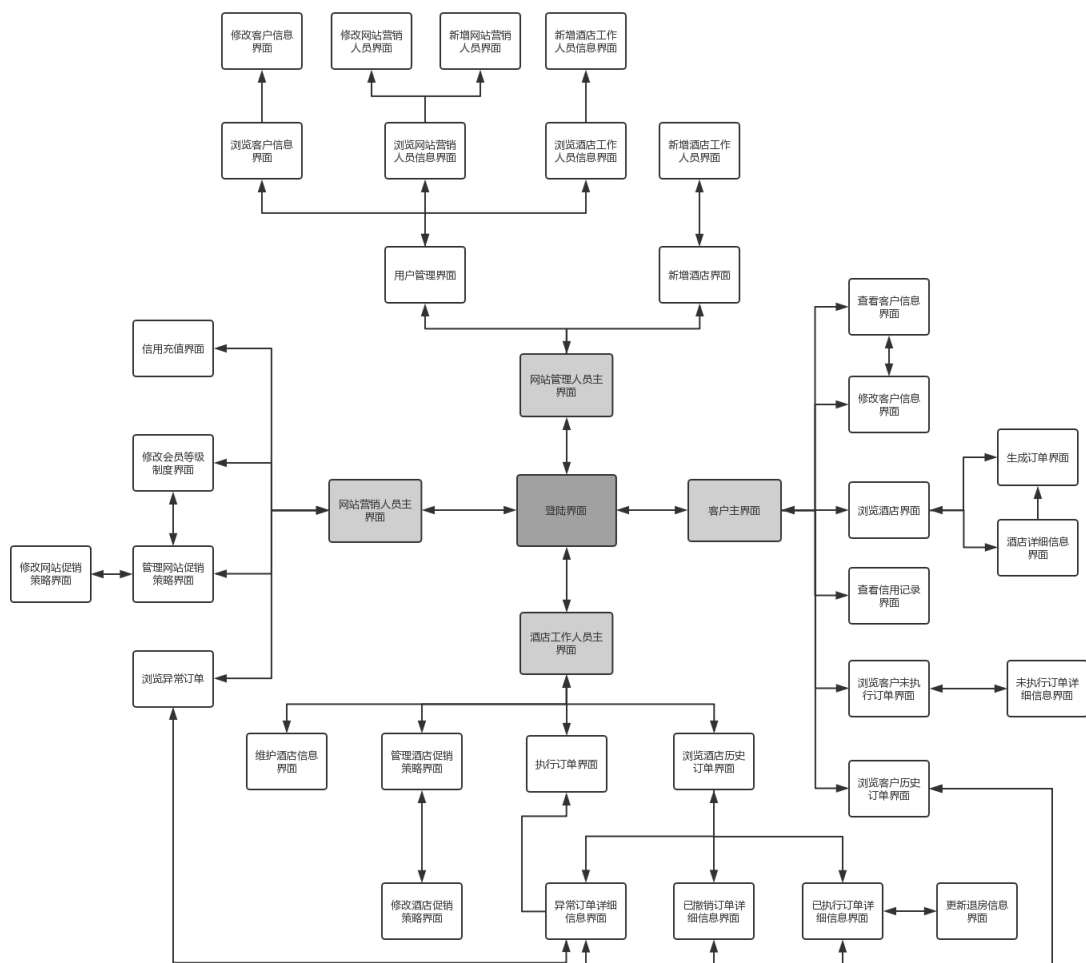 修改客户信息
界面
修改网站营销
人员界面
新增网站营销
人员界面
新增酒店工作
人员信息界面
浏览客户信息
界面
浏览网站营销
人员信息界面
浏览酒店工作
人员信息界面
新增酒店工作
人员界面
用户管理界面
新增酒店界面
查看客户信息
界面
信用充值界面
网站管理人员主
界面
修改客户信息
界面
修改会员等级
制度界面
生成订单界面
网站营销人员主
界面
登陆界面
客户主界面
浏览酒店界面
酒店详细信息
界面
修改网站促销
策略界面
管理网站促销
策略界面
查看信用记录
界面
酒店工作人员主
界面
浏览异常订单
浏览客户未执
行订单界面
未执行订单详
细信息界面
维护酒店信息
界面
管理酒店促销
策略界面
执行订单界面
浏览酒店历史
订单界面
浏览客户历史
订单界面
修改酒店促销
策略界面
异常订单详细
信息界面
已撤销订单详
细信息界面
已执行订单详
细信息界面
更新退房信息
界面